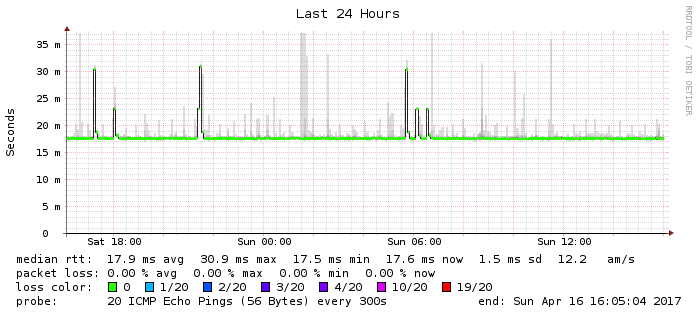 Last 24 Hours
RRDTOOL / TOBI OETIKER
Seconds
35 m
30 m
25 m
20 m
15 m
10 m
5 m
0
Sat 18:00 Sun 00:00 Sun 06:00 Sun 12:00
median rtt: 17.9 ms avg 30.9 ms max 17.5 ms min 17.6 ms now 1.5 ms sd 12.2 am/s
packet loss: 0.00 % avg 0.00 % max 0.00 % min 0.00 % now
loss color: 0 1/20 2/20 3/20 4/20 10/20 19/20
probe: 20 ICMP Echo Pings (56 Bytes) every 300s end: Sun Apr 16 16:05:04 2017